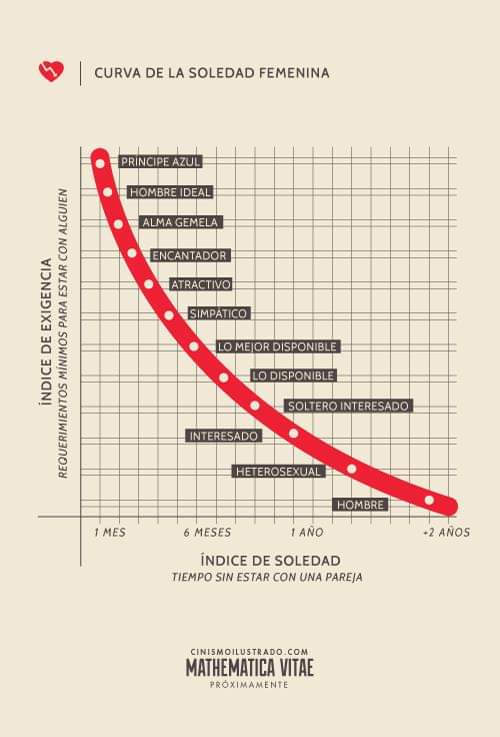 CURVA DE LA SOLEDAD FEMENINA
ÍNDICE DE EXIGENCIA
REQUERIMIENTOS MÍNIMOS PARA ESTAR CON ALGUIEN
PRÍNCIPE AZUL
HOMBRE IDEAL
ALMA GEMELA
ENCANTADOR
ATRACTIVO
SIMPÁTICO
LO MEJOR DISPONIBLE
LO DISPONIBLE
SOLTERO INTERESADO
INTERESADO
HETEROSEXUAL
HOMBRE
1 MES 6 MESES 1 AÑO +2 AÑOS
ÍNDICE DE SOLEDAD
TIEMPO SIN ESTAR CON UNA PAREJA
CINISMOILUSTRADO.COM
MATHEMATICA VITAE
PRÓXIMAMENTE